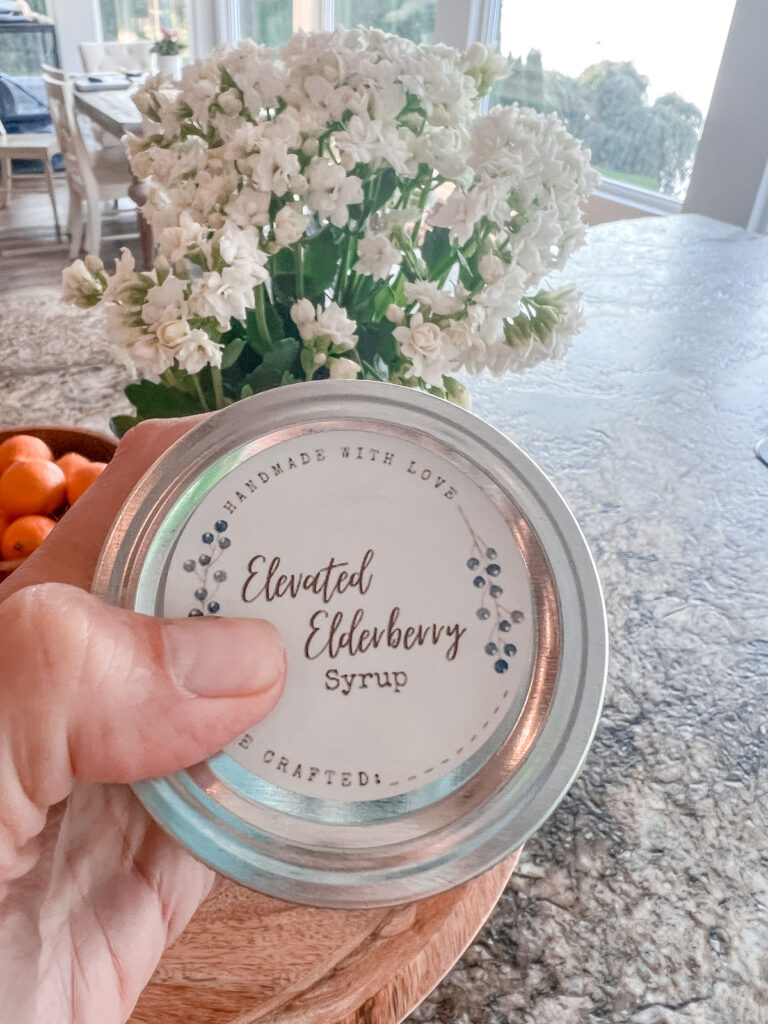 HANDMADE WITH LOVE
Elevated
Elderberry
Syrup
E CRAFTED: